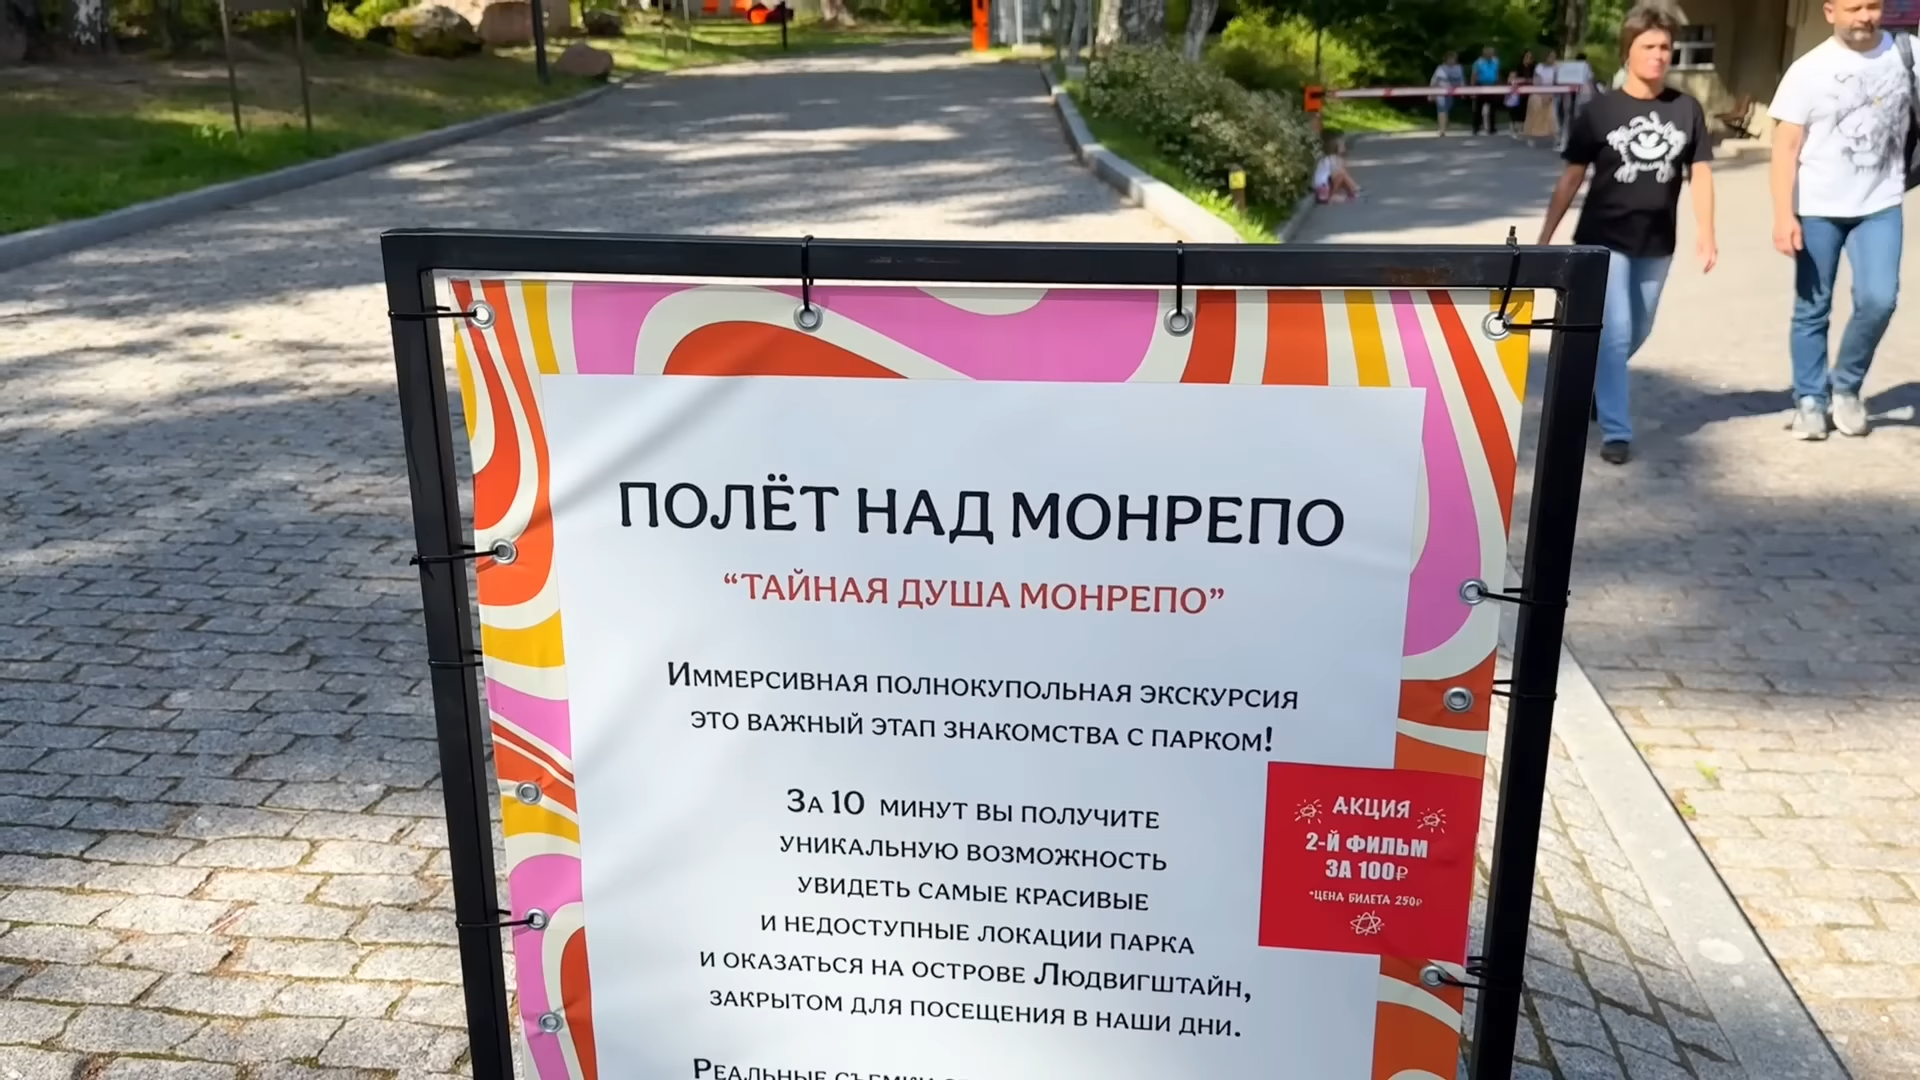 ПОЛЁТ НАД МОНРЕПО
“ТАЙНАЯ ДУША МОНРЕПО”
Иммерсивная полнокупольная экскурсия
это важный этап знакомства с парком!
За 10 минут вы получите
уникальную возможность
увидеть самые красивые
и недоступные локации парка
и оказаться на острове Людвигштайн,
закрытом для посещения в наши дни.
Реальные съемки
АКЦИЯ
2-Й ФИЛЬМ
ЗА 100₽
*ЦЕНА БИЛЕТА 250₽